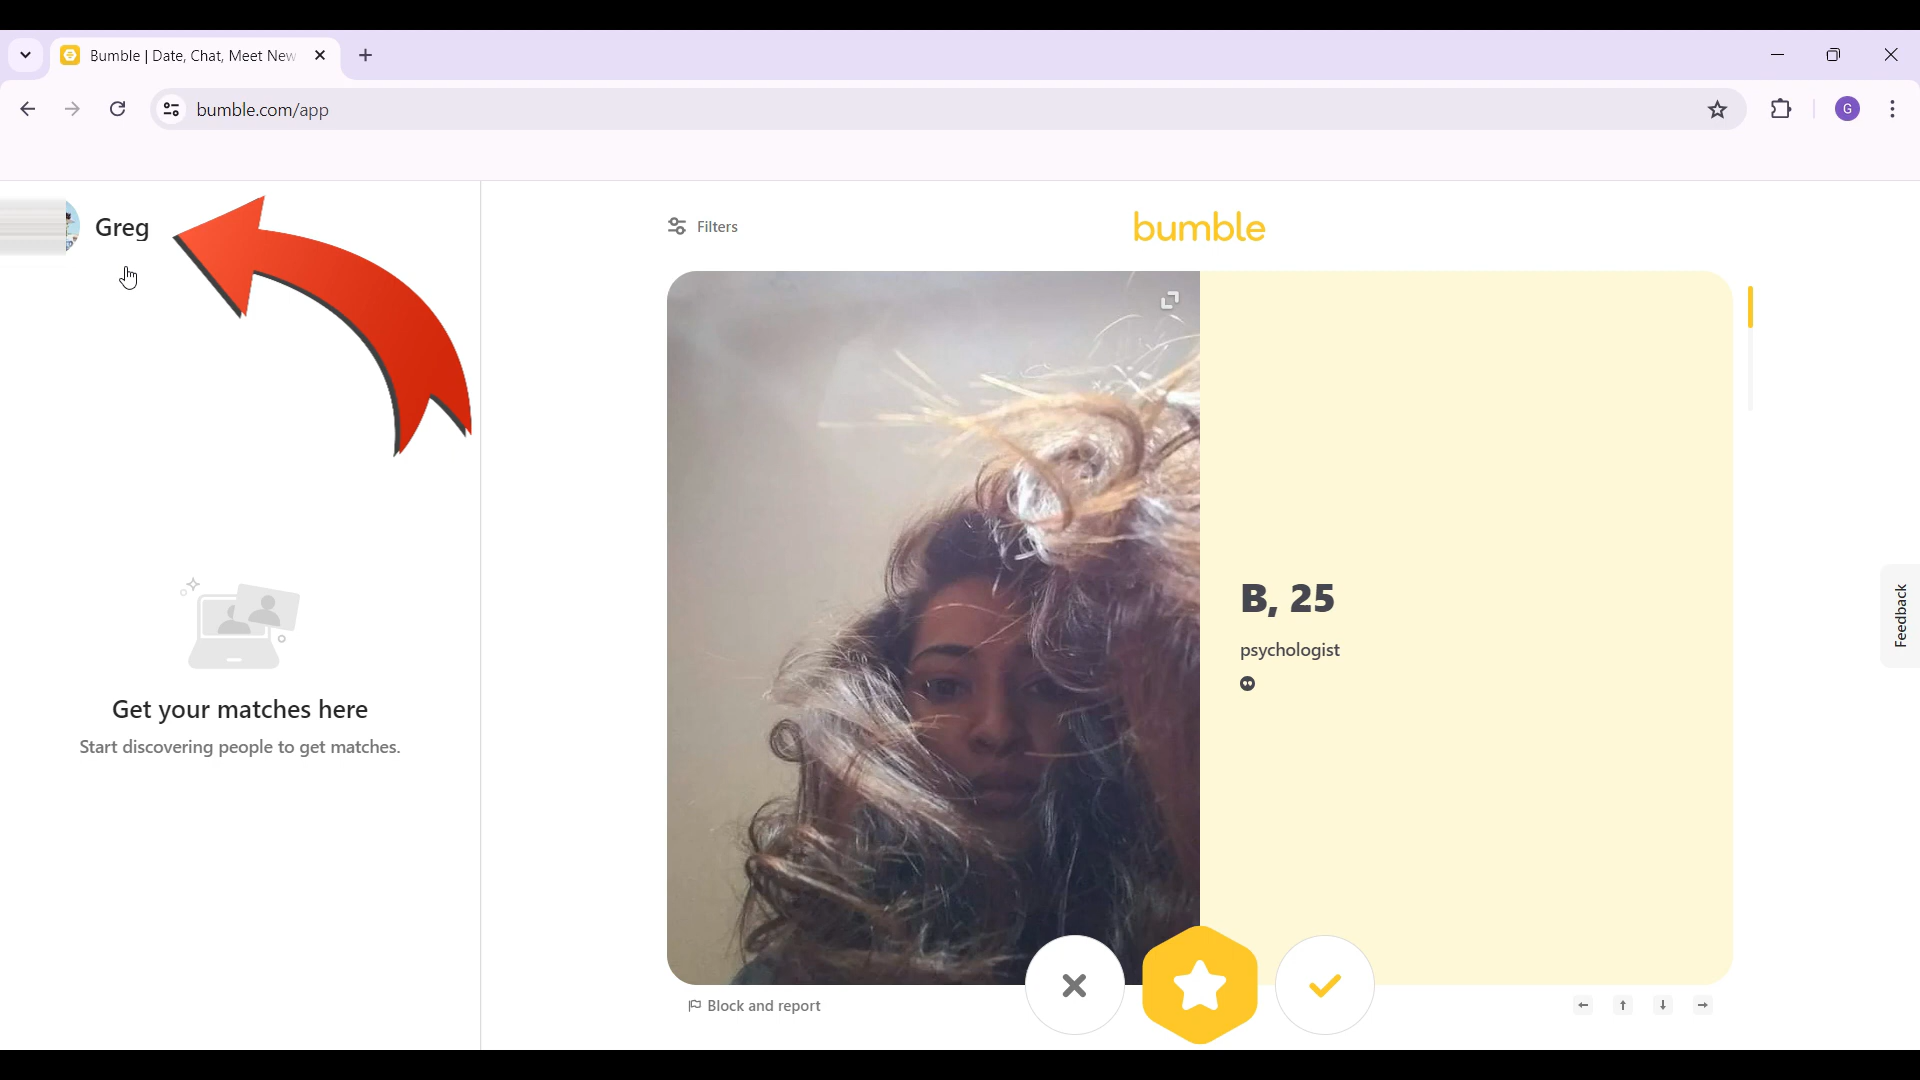 Bumble | Date, Chat, Meet New
bumble.com/app
G
Greg
Filters
bumble
B, 25
psychologist
Feedback
Get your matches here
Start discovering people to get matches.
Block and report